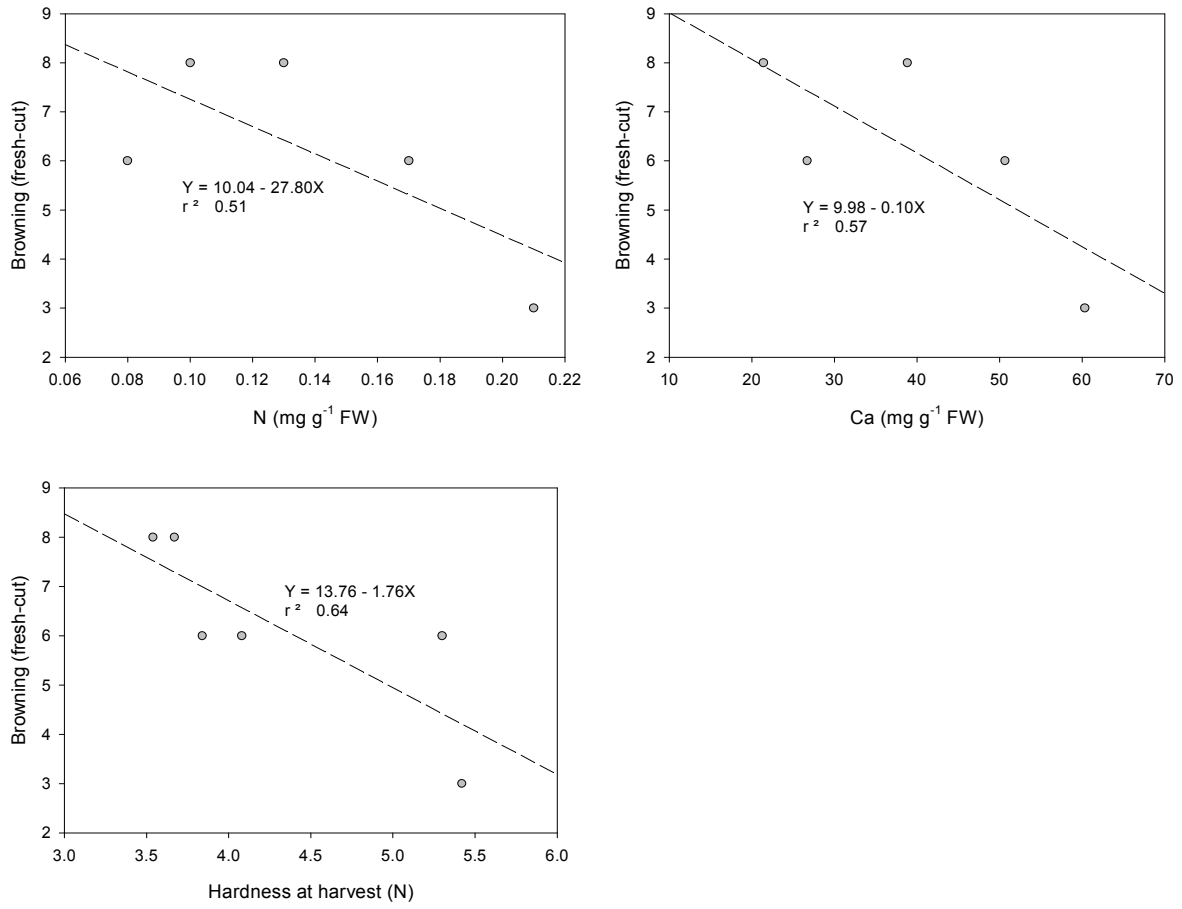 9
8
7
6
5
4
3
2
Browning (fresh-cut)
Y = 10.04 - 27.80X
r ² 0.51
0.06 0.08 0.10 0.12 0.14 0.16 0.18 0.20 0.22
N (mg g⁻¹ FW)
9
8
7
6
5
4
3
2
Browning (fresh-cut)
Y = 9.98 - 0.10X
r ² 0.57
10 20 30 40 50 60 70
Ca (mg g⁻¹ FW)
9
8
7
6
5
4
3
2
Browning (fresh-cut)
Y = 13.76 - 1.76X
r ² 0.64
3.0 3.5 4.0 4.5 5.0 5.5 6.0
Hardness at harvest (N)